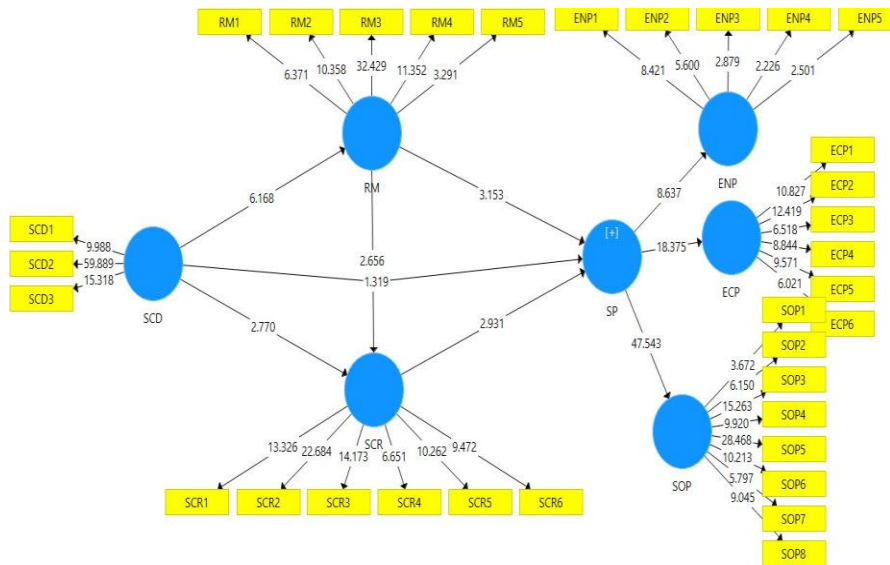 RM1 RM2 RM3 RM4 RM5
6.371 10.358 32.429 11.352 3.291
RM
ENP1 ENP2 ENP3 ENP4 ENP5
8.421 5.600 2.879 2.226 2.501
ENP
6.168
3.153
8.637
SCD1
SCD2
SCD3
9.988
59.889
15.318
SCD
2.656
1.319
2.770
2.931
[+]
SP
18.375
47.543
ECP1
ECP2
ECP3
ECP4
ECP5
ECP6
10.827
12.419
6.518
8.844
9.571
6.021
ECP
SCR
13.326 22.684 14.173 6.651 10.262 9.472
SCR1 SCR2 SCR3 SCR4 SCR5 SCR6
SOP1
SOP2
SOP3
SOP4
SOP5
SOP6
SOP7
SOP8
3.672
6.150
15.263
9.920
28.468
10.213
5.797
9.045
SOP